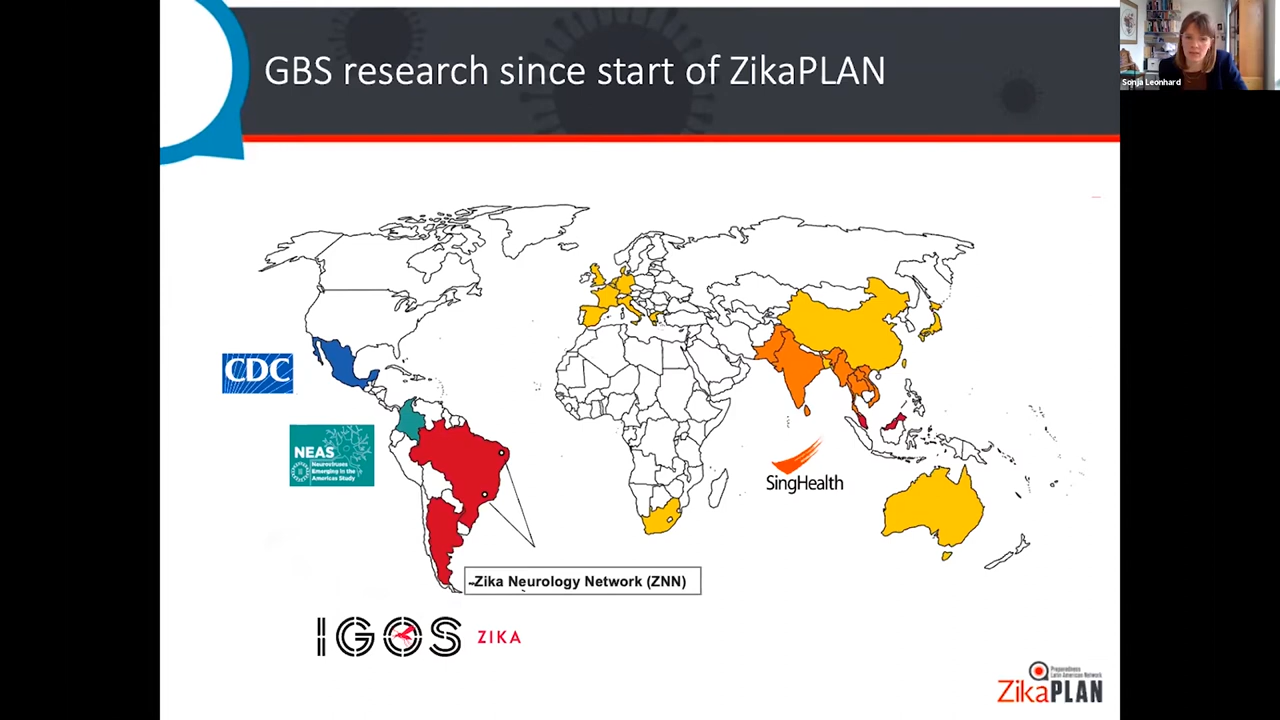 GBS research since start of ZikaPLAN
Sonja Leonhard
CDC
NEAS
Neuroviruses
Emerging in the
Americas Study
SingHealth
Zika Neurology Network (ZNN)
IGOS ZIKA
Preparedness
Latin American Network
ZikaPLAN